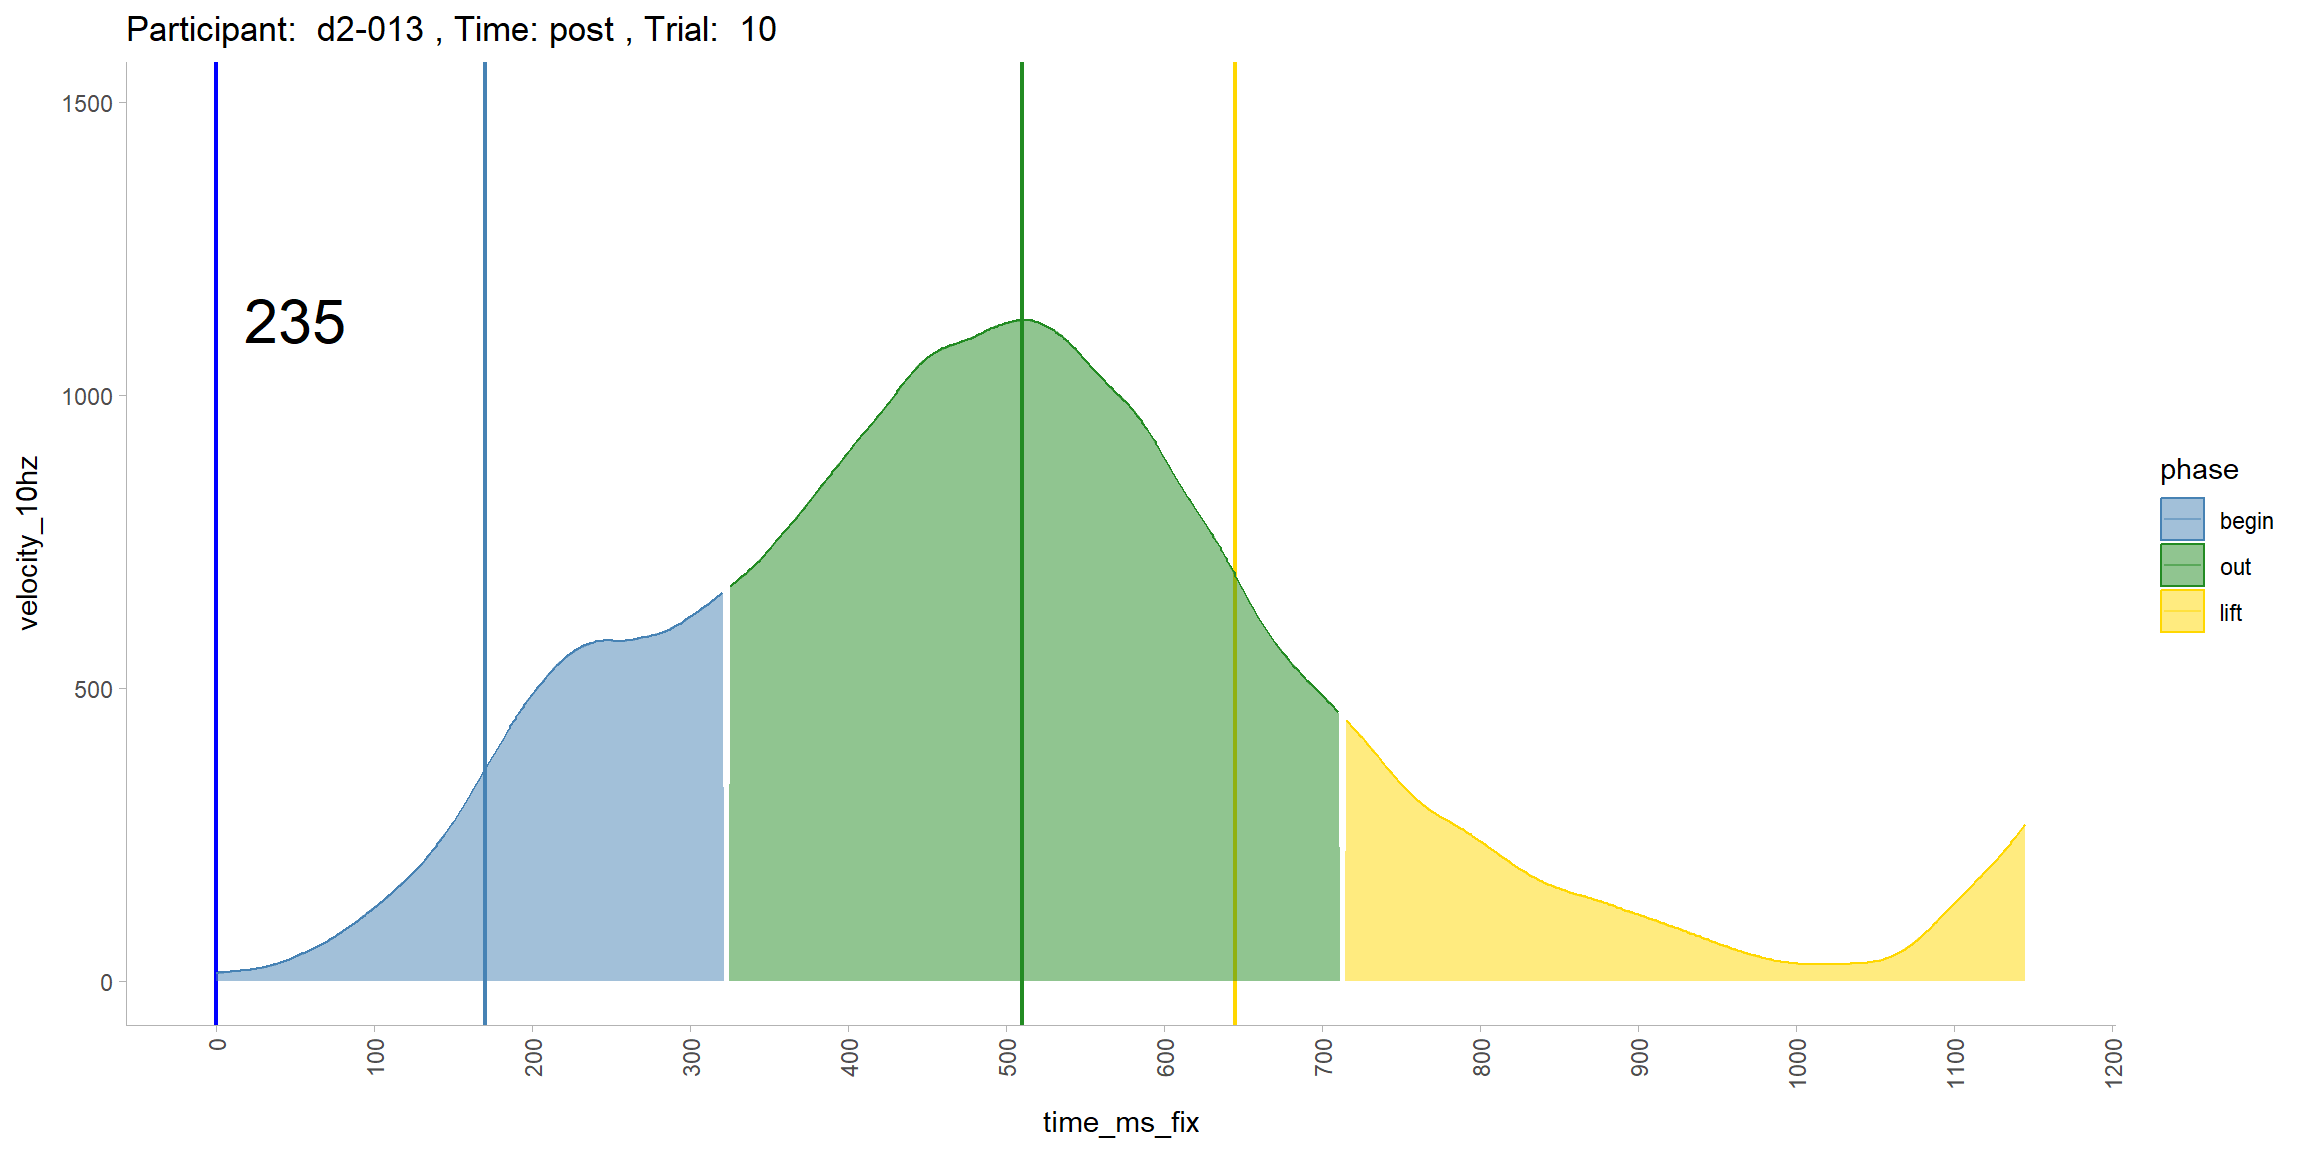 Participant:  d2-013 , Time: post , Trial:  10
1500
1000
500
0
235
velocity_10hz
0
100
200
300
400
500
600
700
800
900
1000
1100
1200
time_ms_fix
phase
begin
out
lift